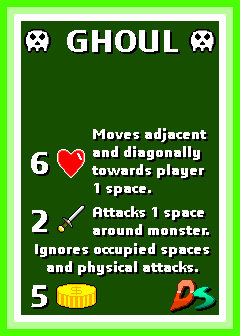 GHOUL
Moves adjacent
and diagonally
towards player
1 space.
6
2
Attacks 1 space
around monster.
Ignores occupied spaces
and physical attacks.
5
DS